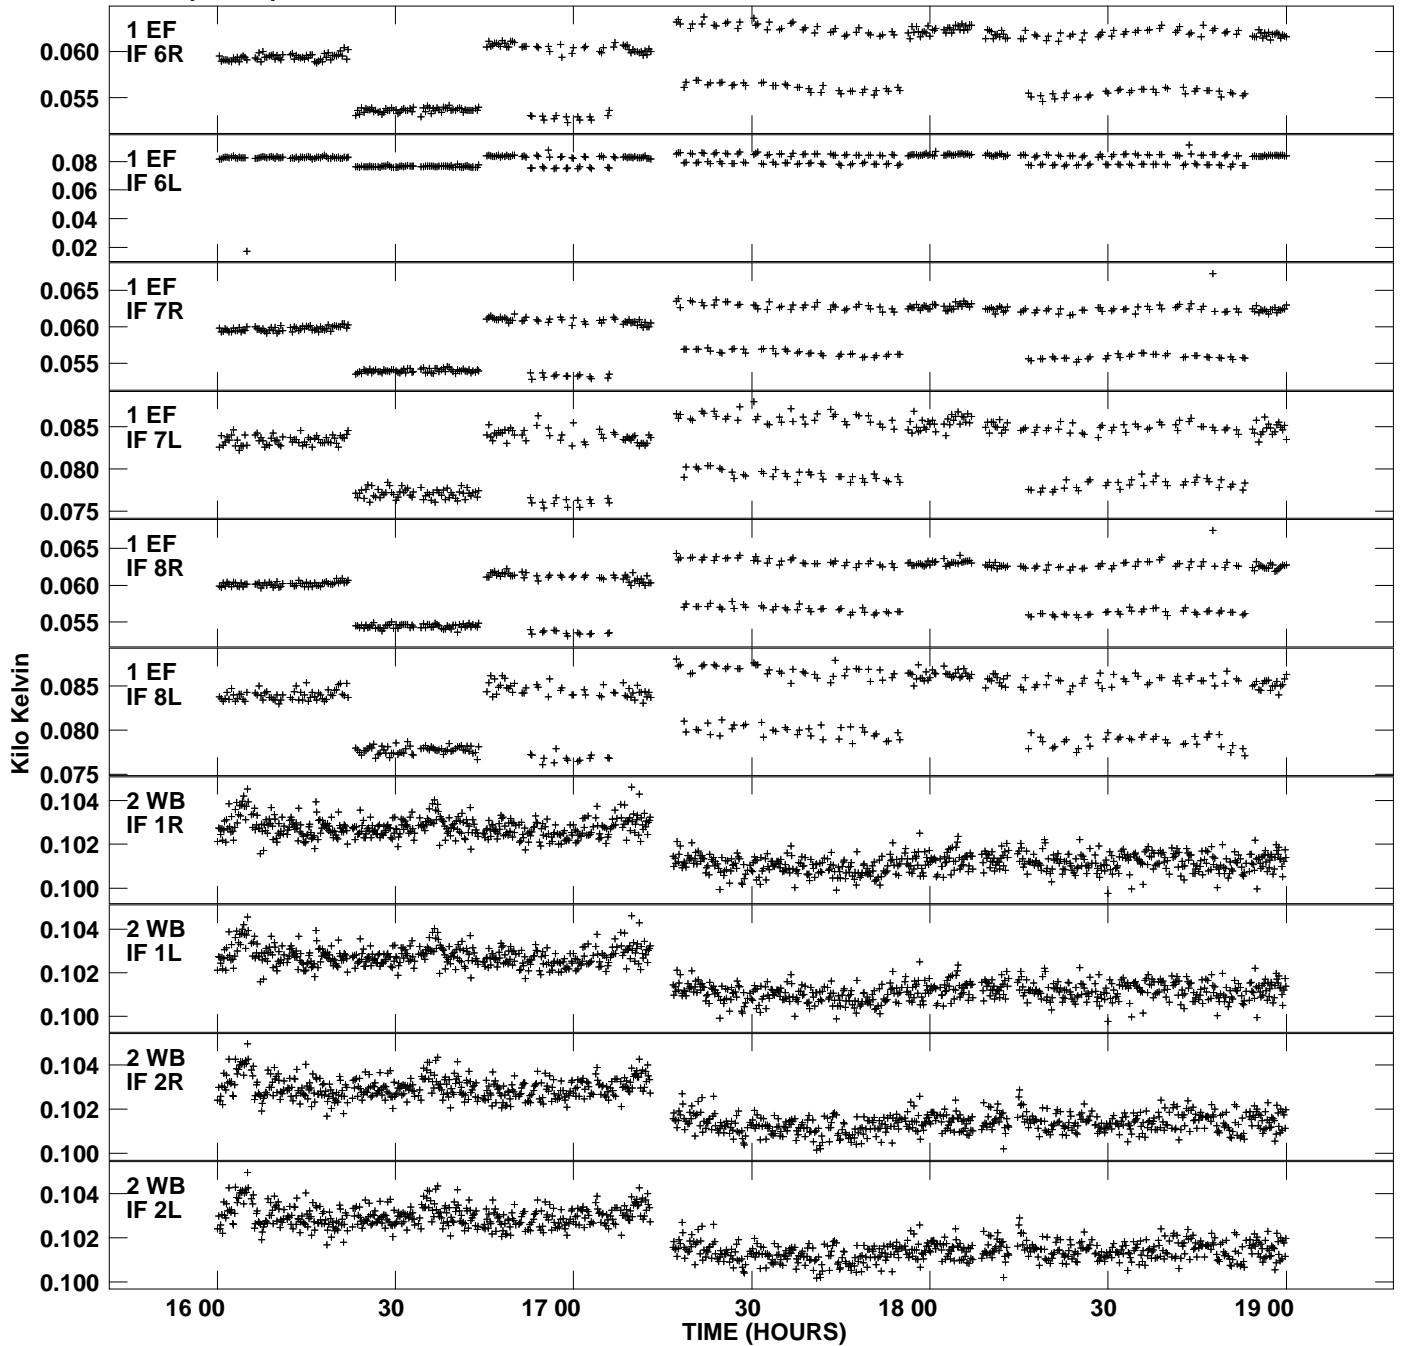 1 EF
IF 6R
0.060
0.055
1 EF
IF 6L
0.08
0.06
0.04
0.02
1 EF
IF 7R
0.065
0.060
0.055
1 EF
IF 7L
0.085
0.080
0.075
1 EF
IF 8R
0.065
0.060
0.055
1 EF
IF 8L
0.085
0.080
0.075
Kilo Kelvin
2 WB
IF 1R
0.104
0.102
0.100
2 WB
IF 1L
0.104
0.102
0.100
2 WB
IF 2R
0.104
0.102
0.100
2 WB
IF 2L
0.104
0.102
0.100
16 00 30 17 00 30 18 00 30 19 00
TIME (HOURS)